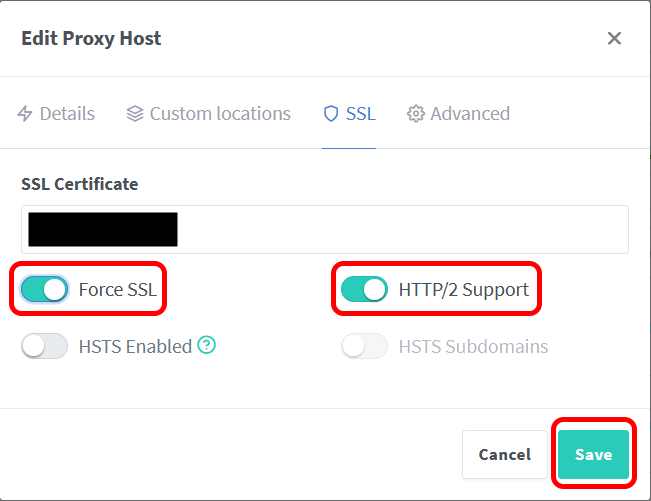 Edit Proxy Host
Details Custom locations SSL Advanced
SSL Certificate
Force SSL HTTP/2 Support
HSTS Enabled ? HSTS Subdomains
Cancel Save